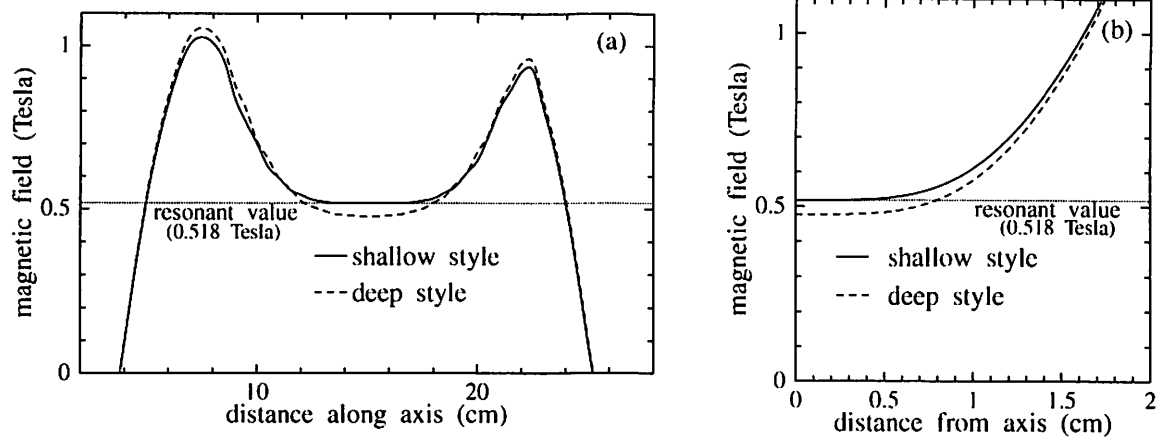 magnetic field (Tesla)
1
0.5
0
(a)
resonant value
(0.518 Tesla)
shallow style
deep style
10
20
distance along axis (cm)
magnetic field (Tesla)
1
0.5
0
(b)
resonant value
(0.518 Tesla)
shallow style
deep style
0
0.5
1
1.5
2
distance from axis (cm)